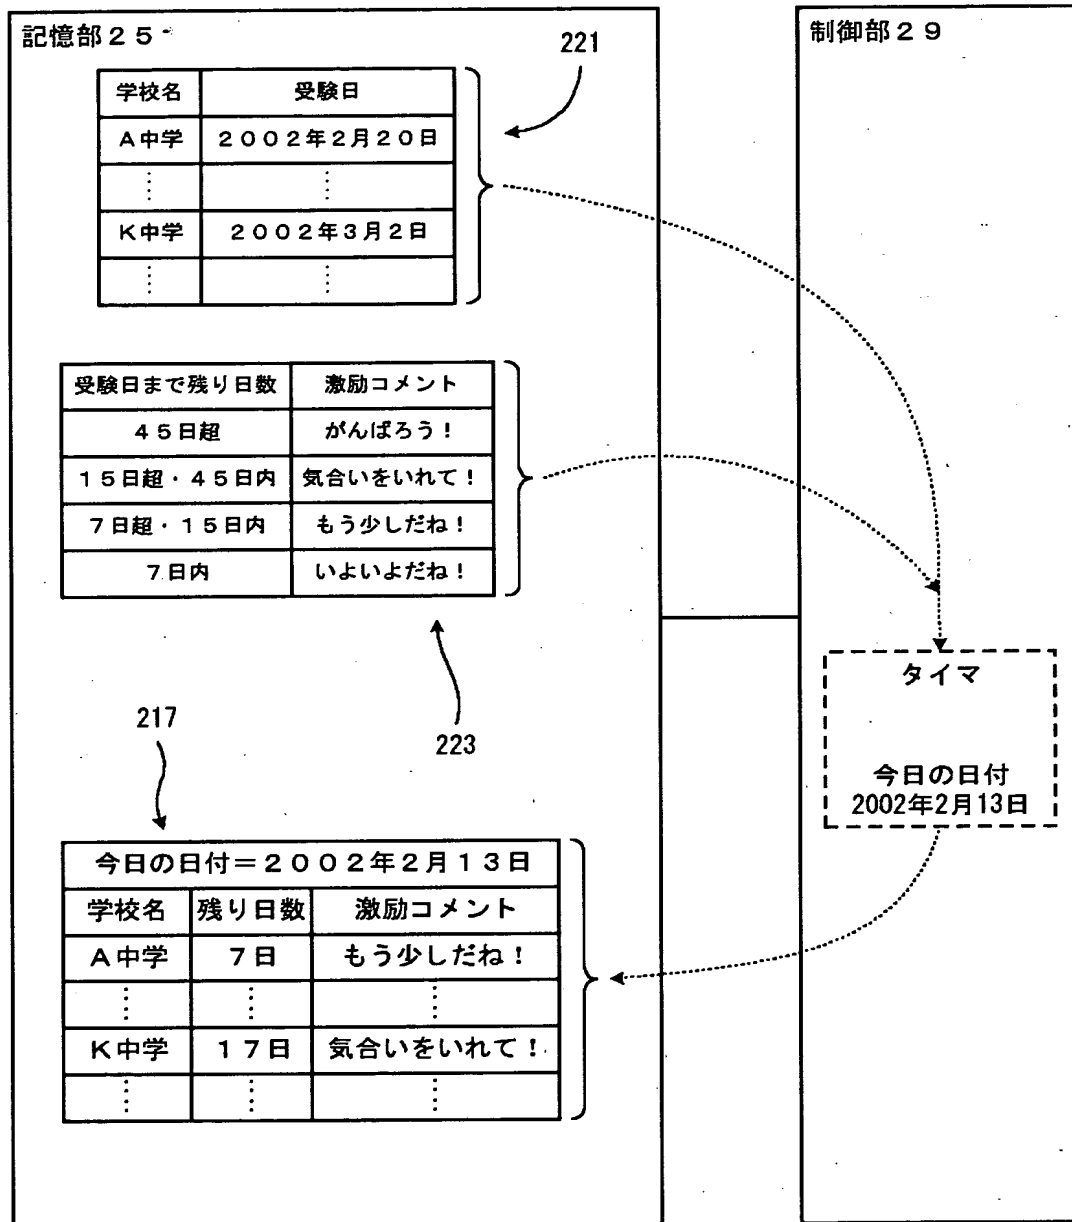 記憶部２５
制御部２９
221
学校名 受験日
A中学 ２００２年２月２０日
⋮ ⋮
K中学 ２００２年３月２日
⋮ ⋮
受験日まで残り日数 激励コメント
４５日超 がんばろう！
１５日超・４５日内 気合いをいれて！
７日超・１５日内 もう少しだね！
７日内 いよいよだね！
223
タイマ
今日の日付
2002年2月13日
217
今日の日付＝２００２年２月１３日
学校名 残り日数 激励コメント
A中学 ７日 もう少しだね！
⋮ ⋮ ⋮
K中学 １７日 気合いをいれて！
⋮ ⋮ ⋮